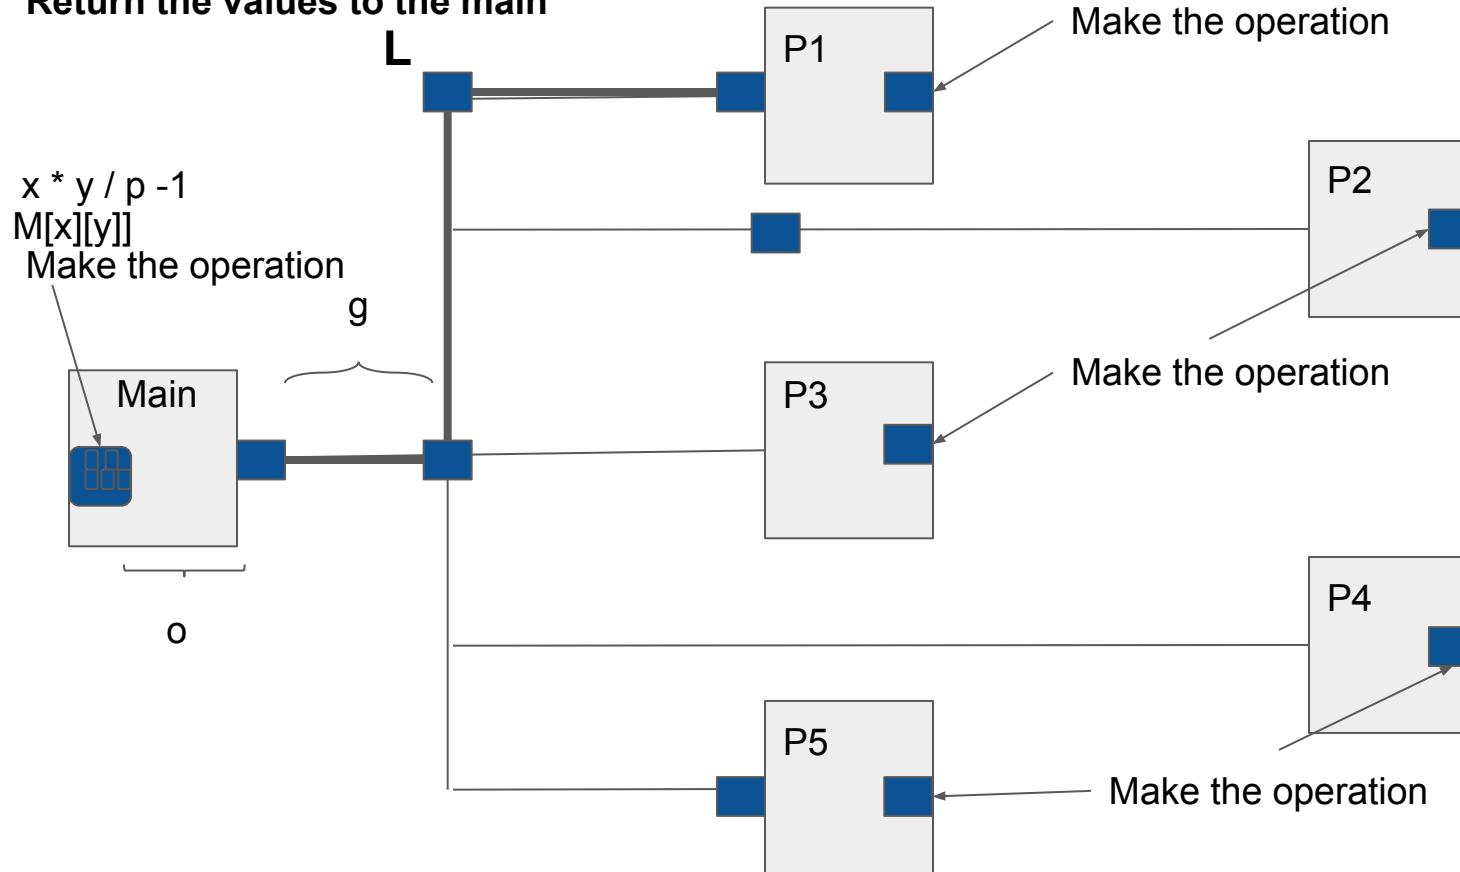 Return the values to the main
L
P1
Make the operation
x * y / p -1
M[x][y]]
Make the operation
P2
g
Main
P3
Make the operation
o
P4
P5
Make the operation